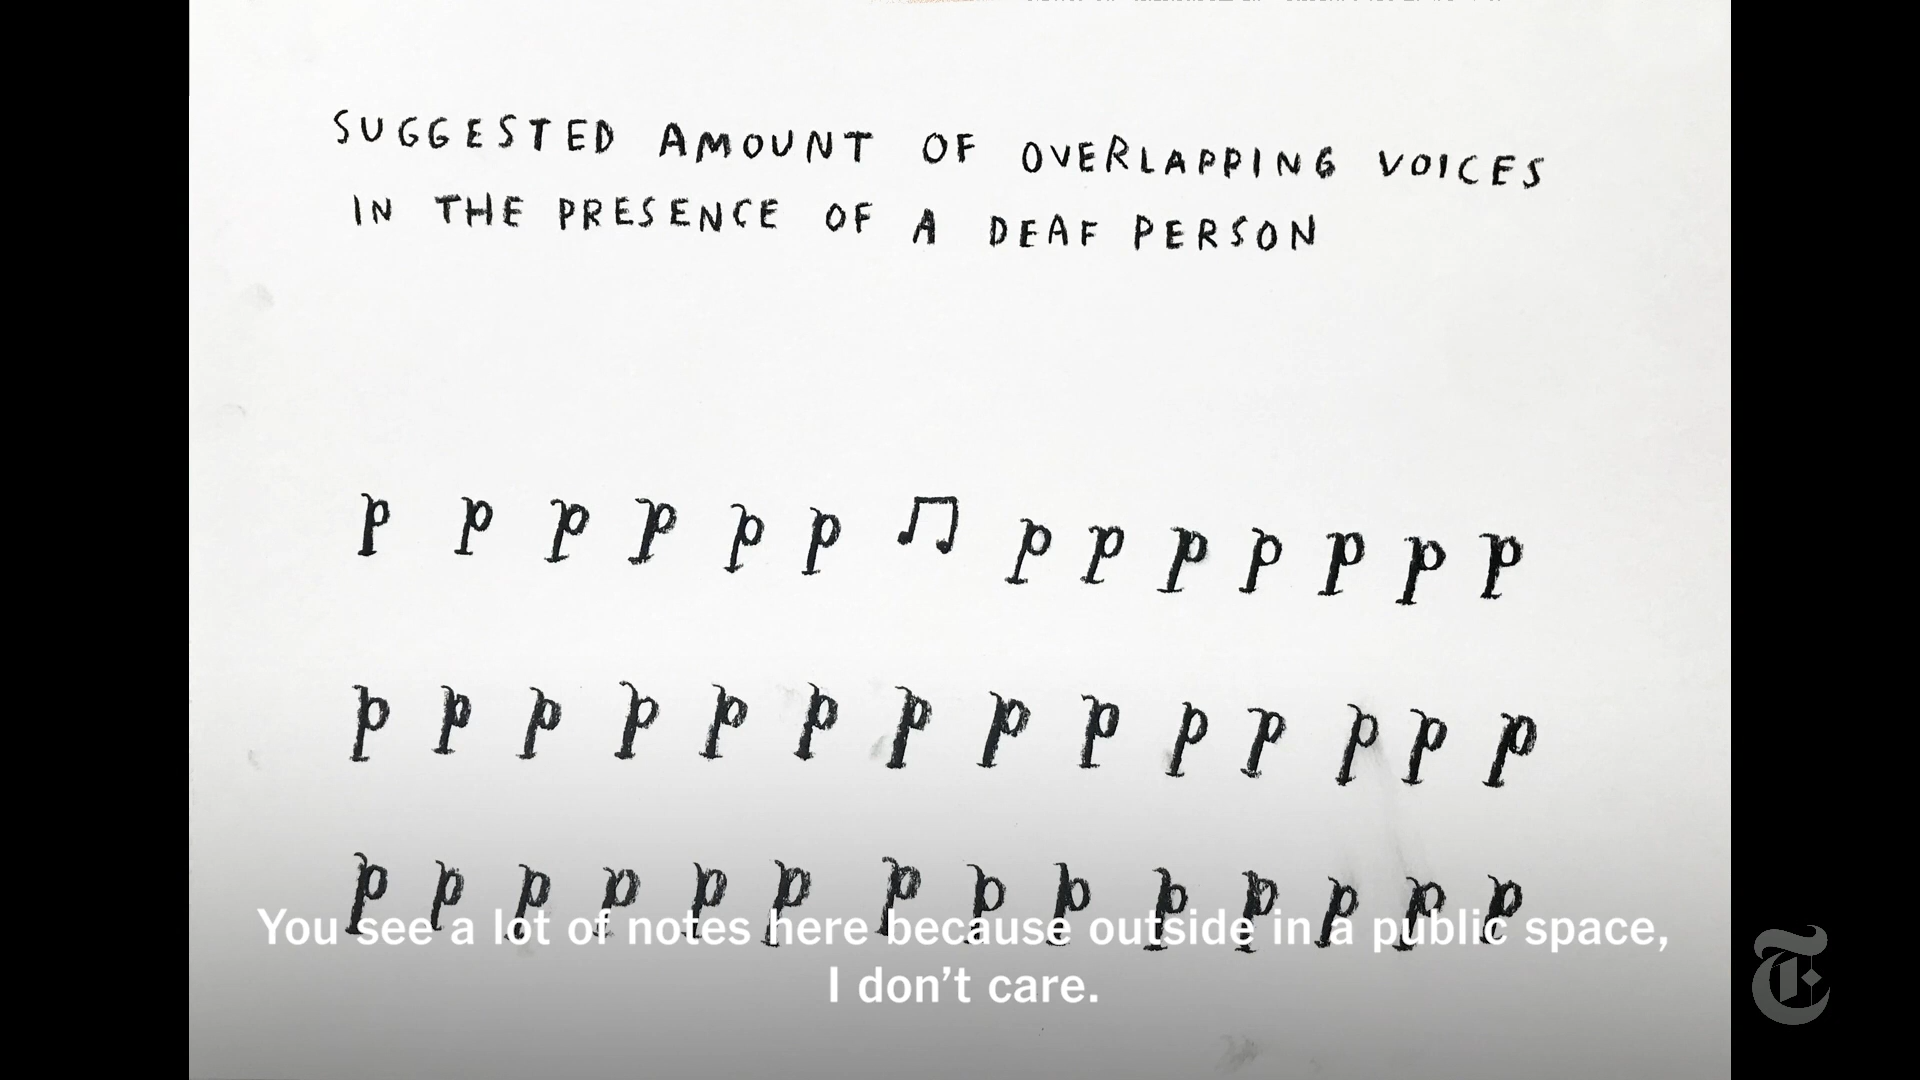 SUGGESTED AMOUNT OF OVERLAPPING VOICES
IN THE PRESENCE OF A DEAF PERSON
p p p p p p ♫ p p p p p p p
p p p p p p p p p p p p p p
p p p p p p p p p p p p p p
You see a lot of notes here because outside in a public space,
I don't care.
T